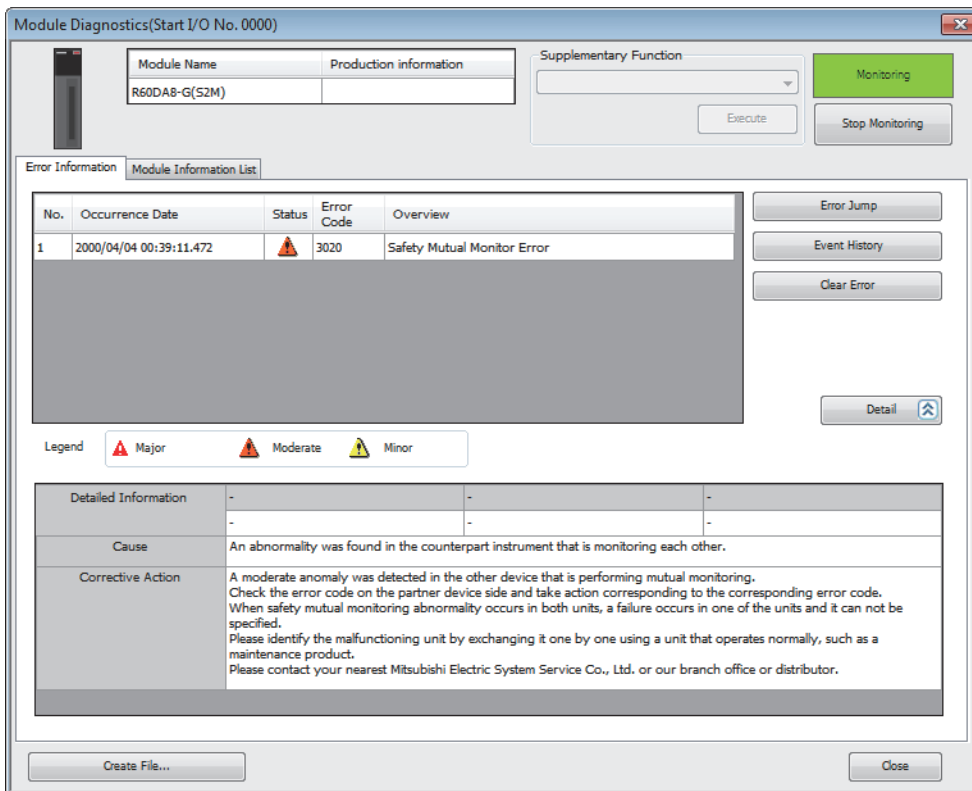 Module Diagnostics(Start I/O No. 0000)
Module Name Production information
R60DA8-G(S2M)
Supplementary Function
Execute
Monitoring
Stop Monitoring
Error Information Module Information List
No. Occurrence Date Status Error Code Overview
1 2000/04/04 00:39:11.472 3020 Safety Mutual Monitor Error
Error Jump
Event History
Clear Error
Detail
Legend Major Moderate Minor
Detailed Information - - -
- - -
Cause An abnormality was found in the counterpart instrument that is monitoring each other.
Corrective Action A moderate anomaly was detected in the other device that is performing mutual monitoring.
Check the error code on the partner device side and take action corresponding to the corresponding error code.
When safety mutual monitoring abnormality occurs in both units, a failure occurs in one of the units and it can not be
specified.
Please identify the malfunctioning unit by exchanging it one by one using a unit that operates normally, such as a
maintenance product.
Please contact your nearest Mitsubishi Electric System Service Co., Ltd. or our branch office or distributor.
Create File... Close